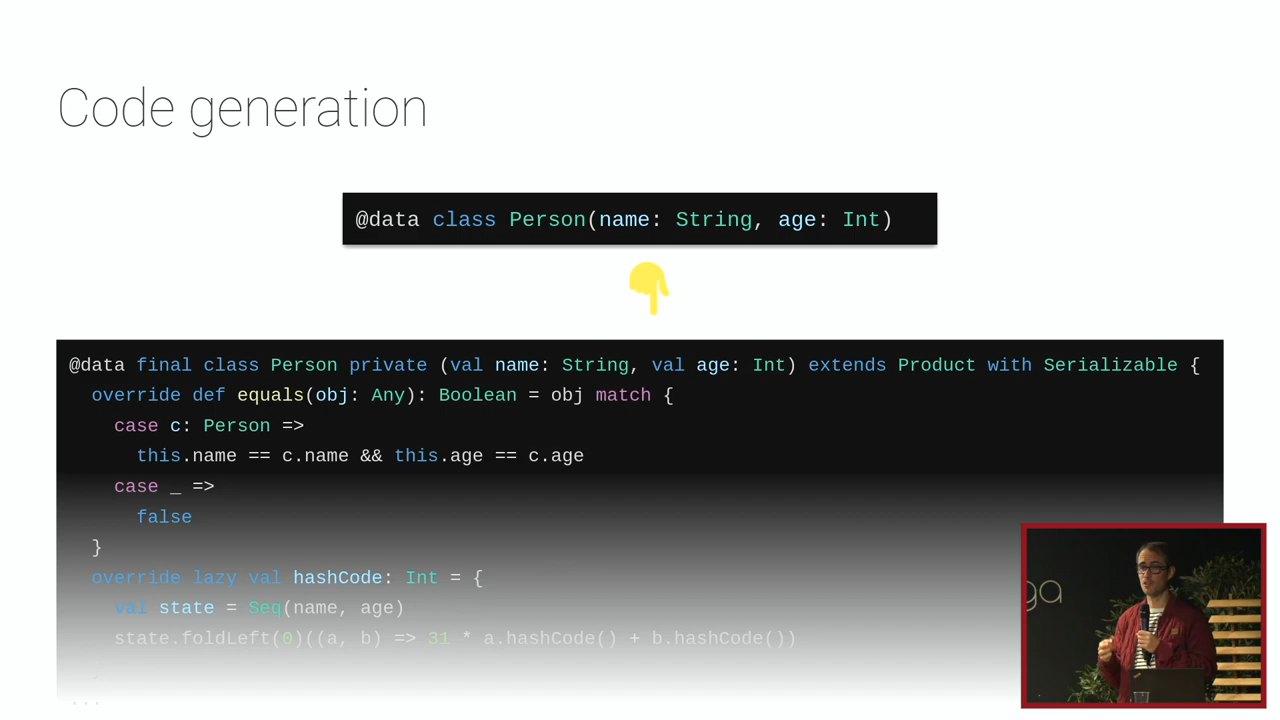 Code generation
@data class Person(name: String, age: Int)
@data final class Person private (val name: String, val age: Int) extends Product with Serializable {
override def equals(obj: Any): Boolean = obj match {
case c: Person =>
this.name == c.name && this.age == c.age
case _ =>
false
}
override lazy val hashCode: Int = {
val state = Seq(name, age)
state.foldLeft(0)((a, b) => 31 * a.hashCode() + b.hashCode())
}
...
ga